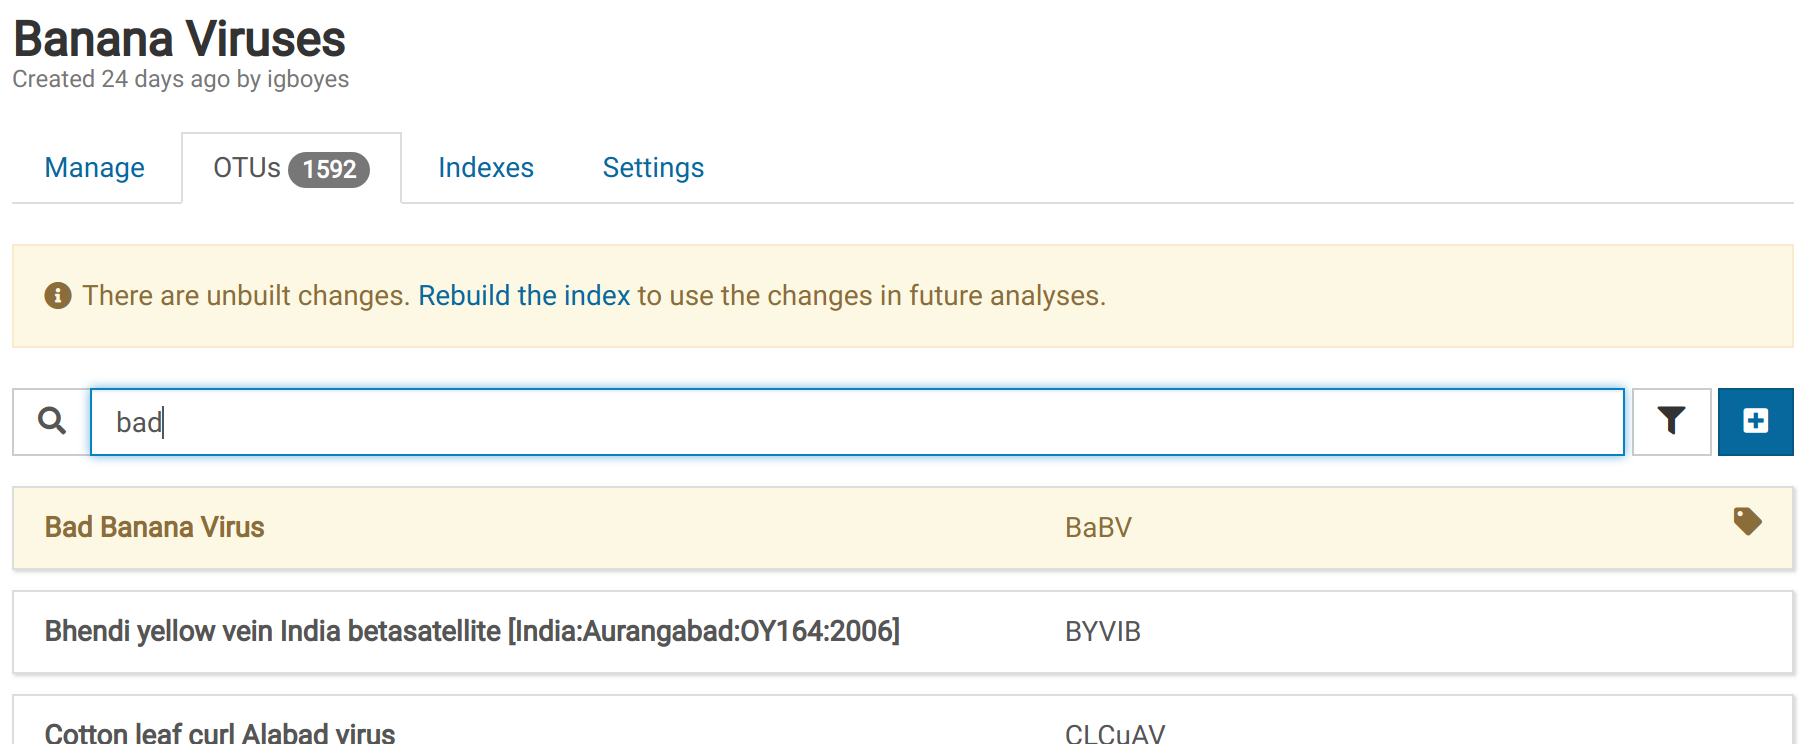 Banana Viruses
Created 24 days ago by igboyes
Manage OTUs 1592 Indexes Settings
There are unbuilt changes. Rebuild the index to use the changes in future analyses.
bad
Bad Banana Virus BaBV
Bhendi yellow vein India betasatellite [India:Aurangabad:OY164:2006] BYVIB
Cotton leaf curl Alabad virus CLCuAV